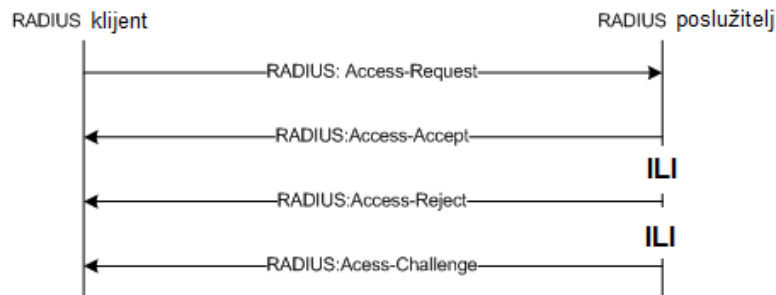 RADIUS klijent
RADIUS poslužitelj
RADIUS: Access-Request
RADIUS:Access-Accept
ILI
RADIUS:Access-Reject
ILI
RADIUS:Acess-Challenge